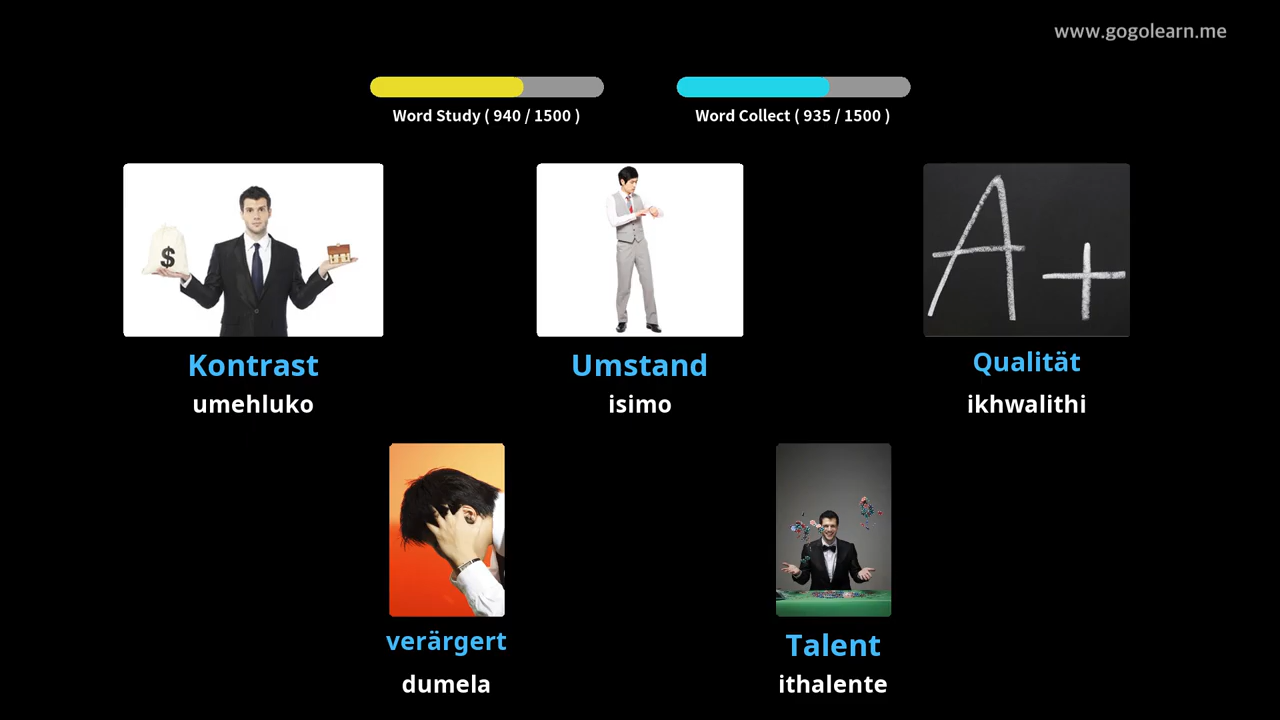 www.gogolearn.me
Word Study ( 940 / 1500 )
Word Collect ( 935 / 1500 )
$
A+
Kontrast
umehluko
Umstand
isimo
Qualität
ikhwalithi
verärgert
dumela
Talent
ithalente